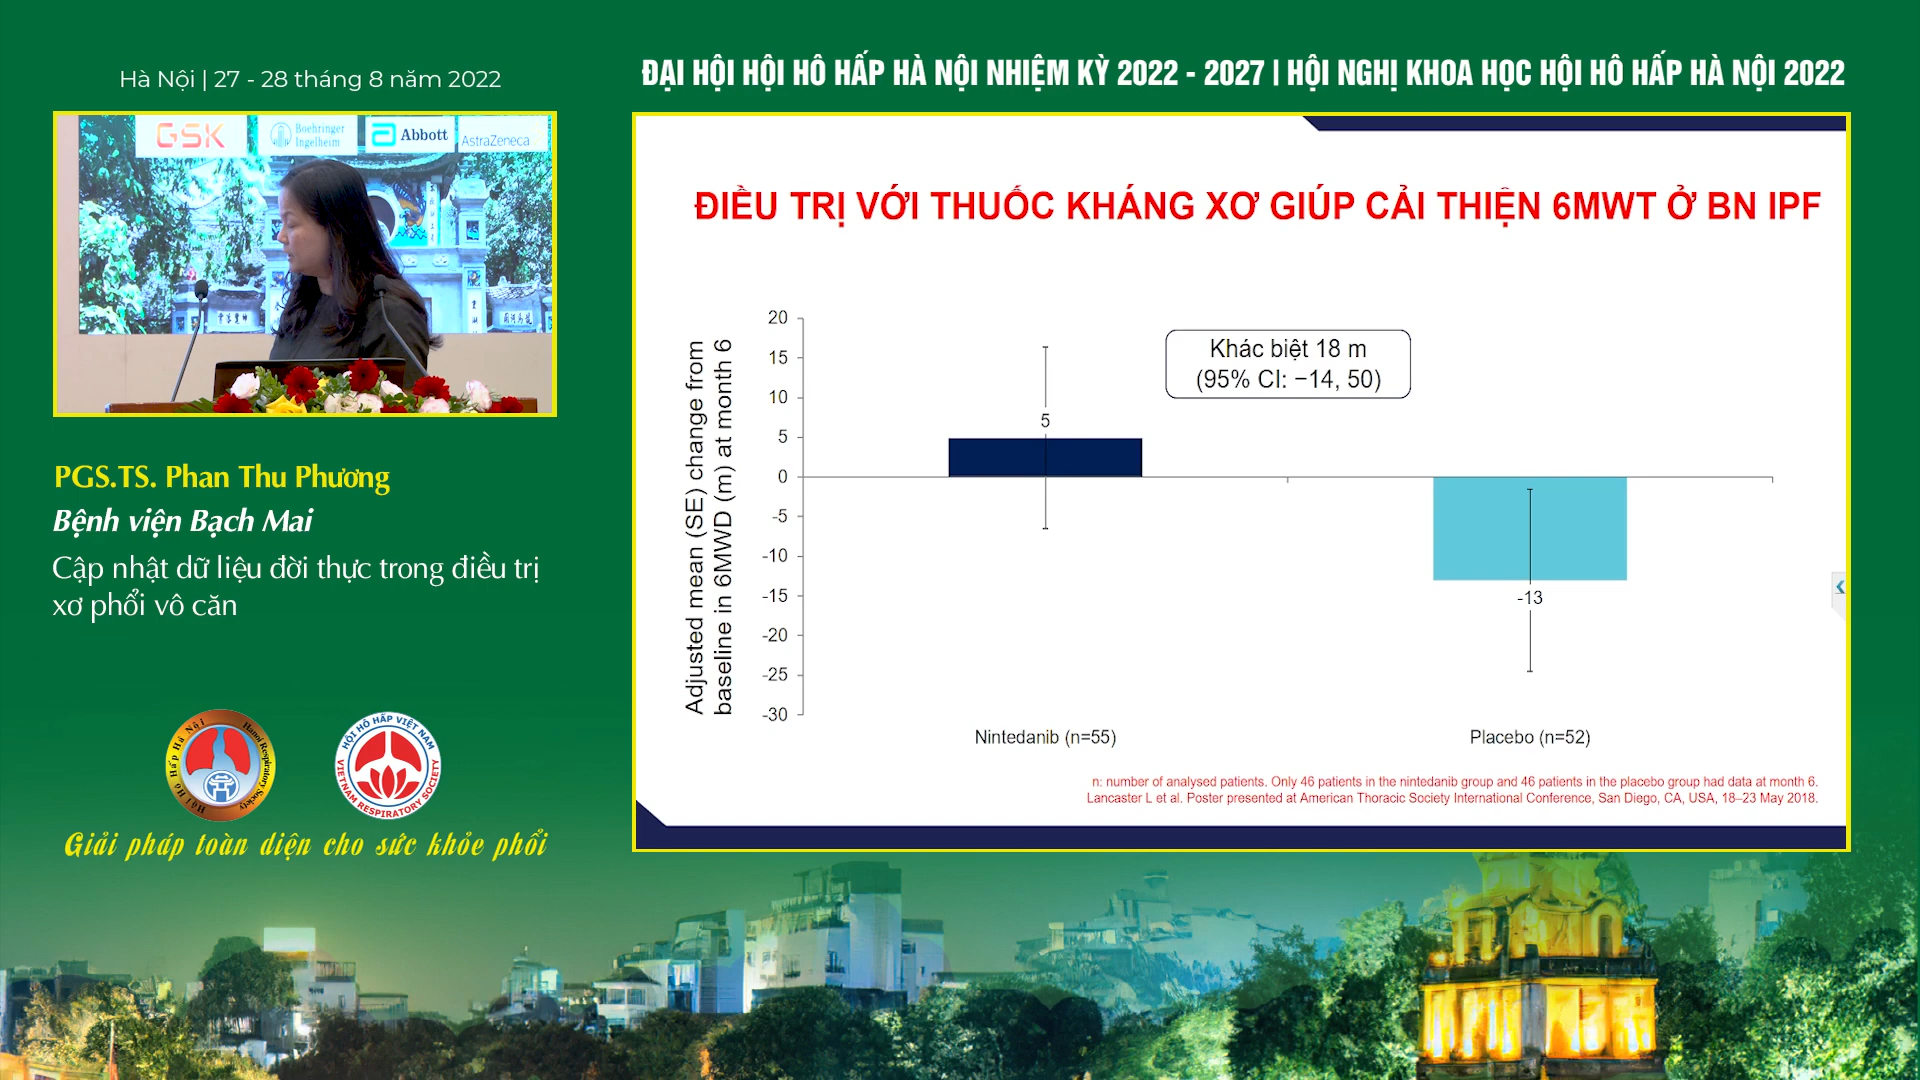 Hà Nội | 27 - 28 tháng 8 năm 2022
ĐẠI HỘI HỘI HÔ HẤP HÀ NỘI NHIỆM KỲ 2022 - 2027 | HỘI NGHỊ KHOA HỌC HỘI HÔ HẤP HÀ NỘI 2022
GSK
Boehringer
Ingelheim
Abbott
AstraZeneca
PGS.TS. Phan Thu Phương
Bệnh viện Bạch Mai
Cập nhật dữ liệu đời thực trong điều trị
xơ phổi vô căn
Hội Hô Hấp Hà Nội
Hanoi Respiratory Society
HỘI HÔ HẤP VIỆT NAM
VIETNAM RESPIRATORY SOCIETY
Giải pháp toàn diện cho sức khỏe phổi
ĐIỀU TRỊ VỚI THUỐC KHÁNG XƠ GIÚP CẢI THIỆN 6MWT Ở BN IPF
Adjusted mean (SE) change from
baseline in 6MWD (m) at month 6
20
15
10
5
0
-5
-10
-15
-20
-25
-30
Khác biệt 18 m
(95% CI: −14, 50)
5
-13
Nintedanib (n=55)
Placebo (n=52)
n: number of analysed patients. Only 46 patients in the nintedanib group and 46 patients in the placebo group had data at month 6.
Lancaster L et al. Poster presented at American Thoracic Society International Conference, San Diego, CA, USA, 18–23 May 2018.